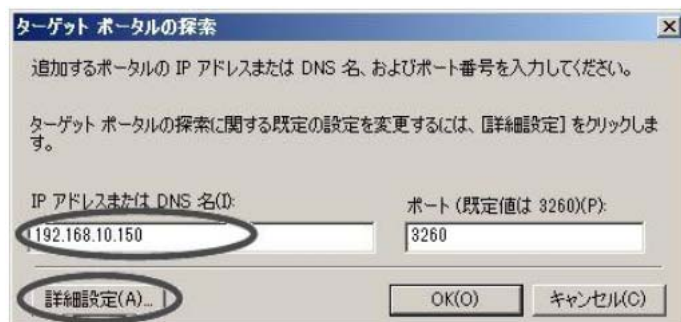 ターゲット ポータルの探索
追加するポータルの IP アドレスまたは DNS 名、およびポート番号を入力してください。
ターゲット ポータルの探索に関する既定の設定を変更するには、[詳細設定] をクリックしま
す。
IP アドレスまたは DNS 名(I):
ポート (既定値は 3260)(P):
192.168.10.150
3260
詳細設定(A)...
OK(O)
キャンセル(C)